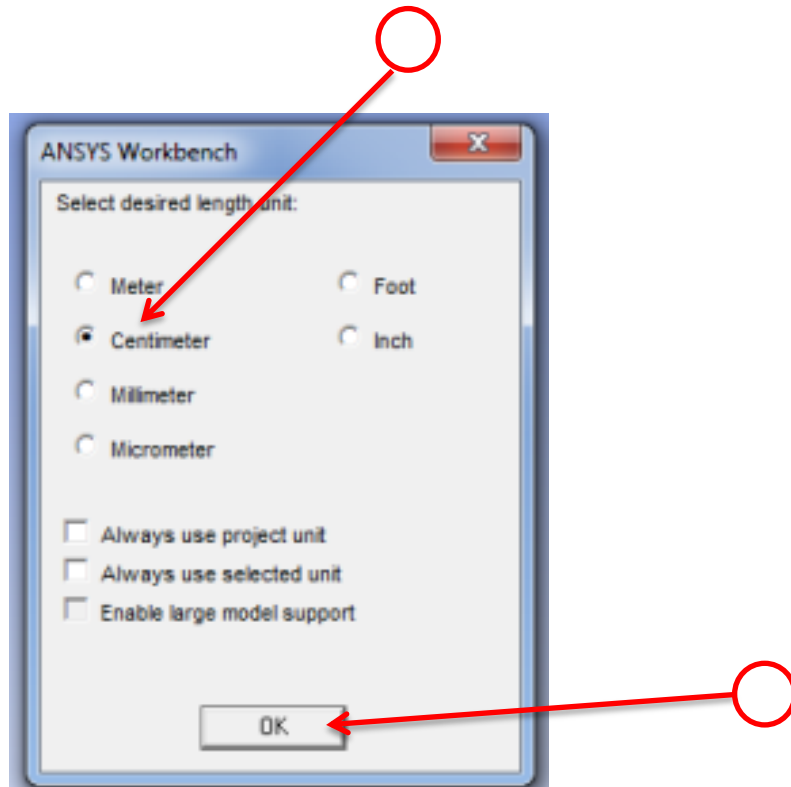 ANSYS Workbench
Select desired length unit:
Meter
Foot
Centimeter
Inch
Millimeter
Micrometer
Always use project unit
Always use selected unit
Enable large model support
OK